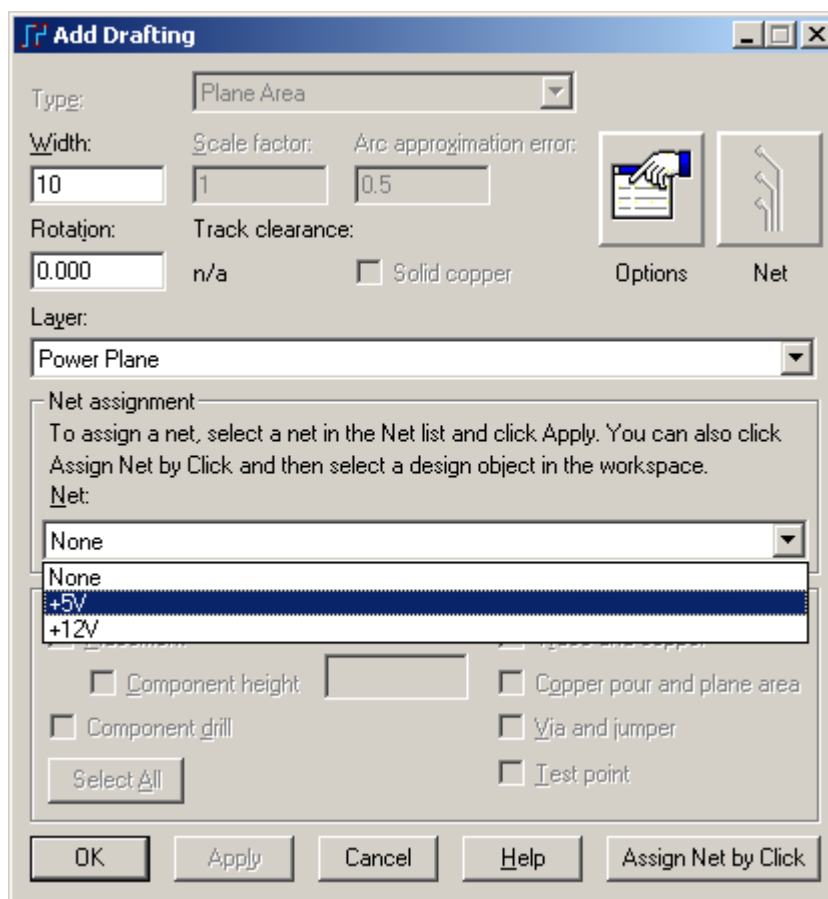 Add Drafting
Type:
Plane Area
Width:
Scale factor:
Arc approximation error:
10
1
0.5
Rotation:
Track clearance:
0.000
n/a
Solid copper
Options
Net
Layer:
Power Plane
Net assignment
To assign a net, select a net in the Net list and click Apply. You can also click
Assign Net by Click and then select a design object in the workspace.
Net:
None
None
+5V
+12V
Component height
Copper pour and plane area
Component drill
Via and jumper
Select All
Test point
OK
Apply
Cancel
Help
Assign Net by Click